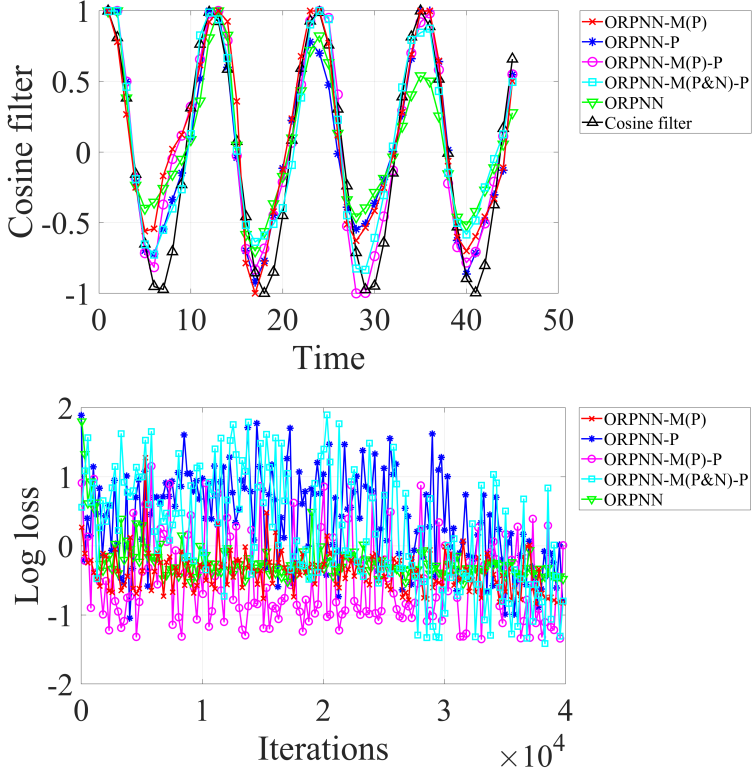 1
0.5
0
-0.5
-1
Cosine filter
0 10 20 30 40 50
Time
ORPNN-M(P)
ORPNN-P
ORPNN-M(P)-P
ORPNN-M(P&N)-P
ORPNN
Cosine filter
2
1
0
-1
-2
Log loss
0 1 2 3 4
Iterations
×10⁴
ORPNN-M(P)
ORPNN-P
ORPNN-M(P)-P
ORPNN-M(P&N)-P
ORPNN